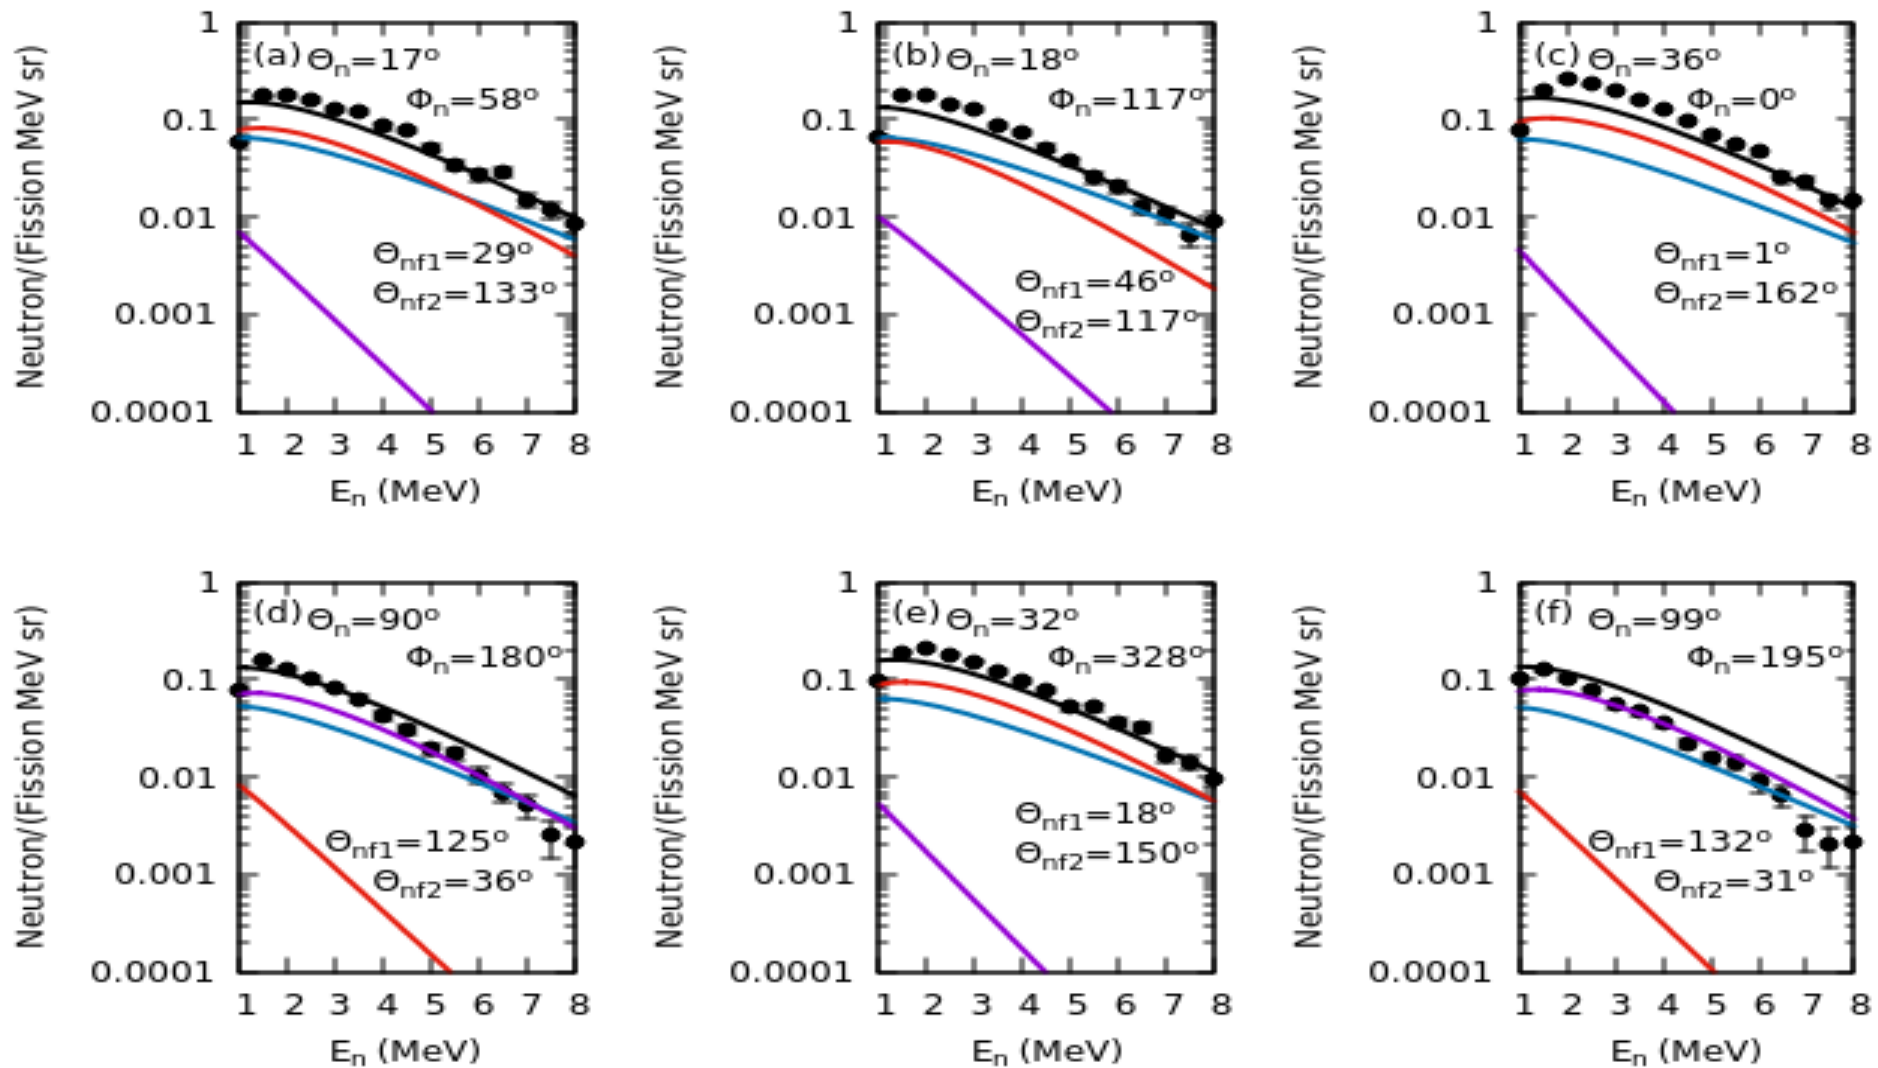 Neutron/(Fission MeV sr)
1
0.1
0.01
0.001
0.0001
(a) Θn=17°
Φn=58°
Θnf1=29°
Θnf2=133°
1 2 3 4 5 6 7 8
En (MeV)
Neutron/(Fission MeV sr)
1
0.1
0.01
0.001
0.0001
(b) Θn=18°
Φn=117°
Θnf1=46°
Θnf2=117°
1 2 3 4 5 6 7 8
En (MeV)
Neutron/(Fission MeV sr)
1
0.1
0.01
0.001
0.0001
(c) Θn=36°
Φn=0°
Θnf1=1°
Θnf2=162°
1 2 3 4 5 6 7 8
En (MeV)
Neutron/(Fission MeV sr)
1
0.1
0.01
0.001
0.0001
(d) Θn=90°
Φn=180°
Θnf1=125°
Θnf2=36°
1 2 3 4 5 6 7 8
En (MeV)
Neutron/(Fission MeV sr)
1
0.1
0.01
0.001
0.0001
(e) Θn=32°
Φn=328°
Θnf1=18°
Θnf2=150°
1 2 3 4 5 6 7 8
En (MeV)
Neutron/(Fission MeV sr)
1
0.1
0.01
0.001
0.0001
(f) Θn=99°
Φn=195°
Θnf1=132°
Θnf2=31°
1 2 3 4 5 6 7 8
En (MeV)